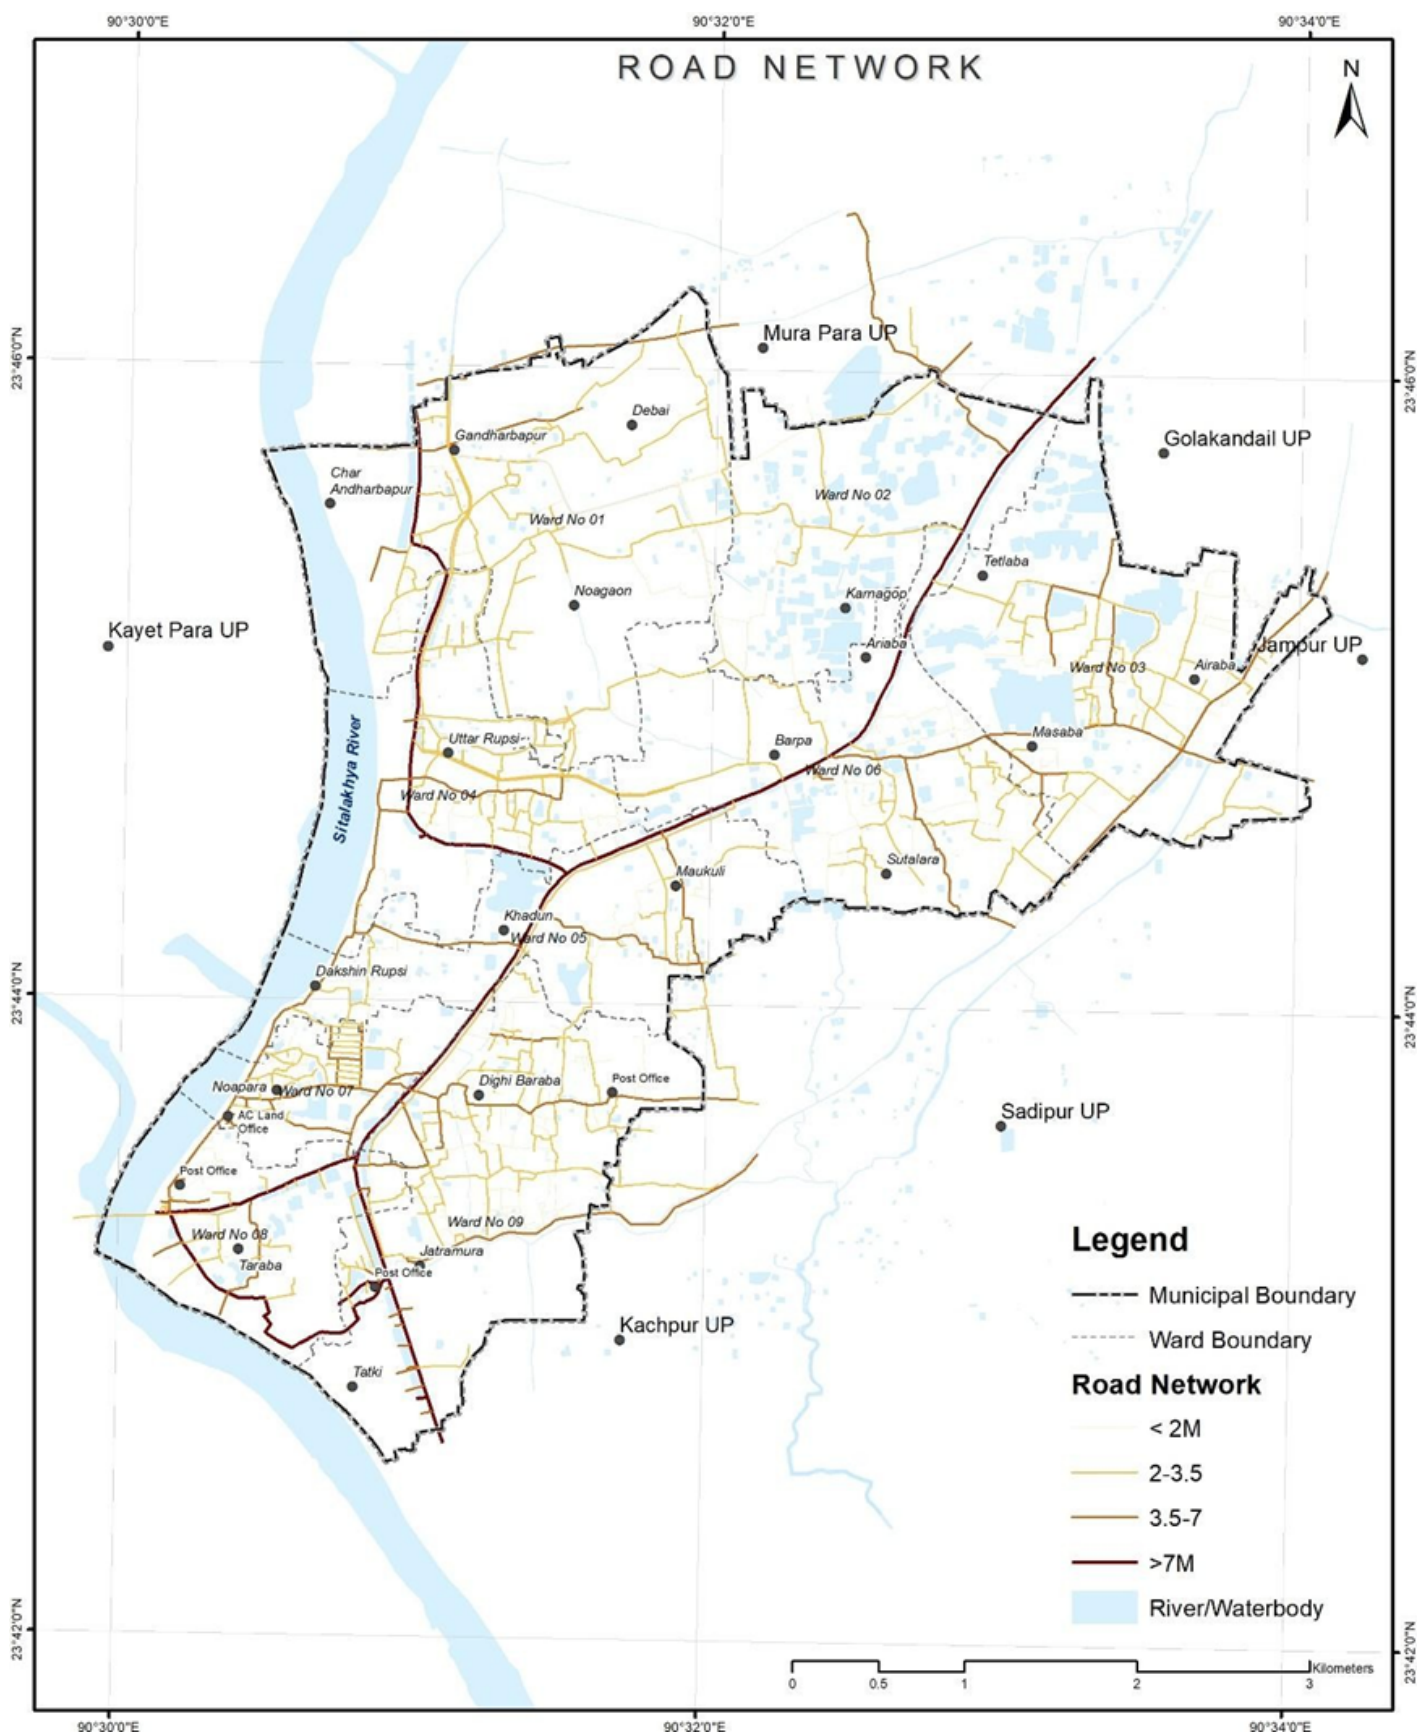 90°30'0"E
90°32'0"E
90°34'0"E
ROAD NETWORK
N
23°46'0"N
Mura Para UP
23°46'0"N
Debai
Gandharbapur
Golakandail UP
Char
Andharbapur
Ward No 02
Ward No 01
Tetlaba
Noagaon
Karnagop
Kayet Para UP
Ariaba
Jampur UP
Ward No 03
Airaba
Sitalakhya River
Uttar Rupsi
Barpa
Masaba
Ward No 06
Ward No 04
Sutalara
Maukuli
Khadun
Ward No 05
Dakshin Rupsi
23°44'0"N
23°44'0"N
Noapara
Ward No 07
Dighi Baraba
Post Office
AC Land
Office
Sadipur UP
Post Office
Ward No 09
Ward No 08
Taraba
Jatramura
Post Office
Kachpur UP
Tatki
Legend
Municipal Boundary
Ward Boundary
Road Network
< 2M
2-3.5
3.5-7
>7M
River/Waterbody
23°42'0"N
23°42'0"N
Kilometers
0 0.5 1 2 3
90°30'0"E
90°32'0"E
90°34'0"E